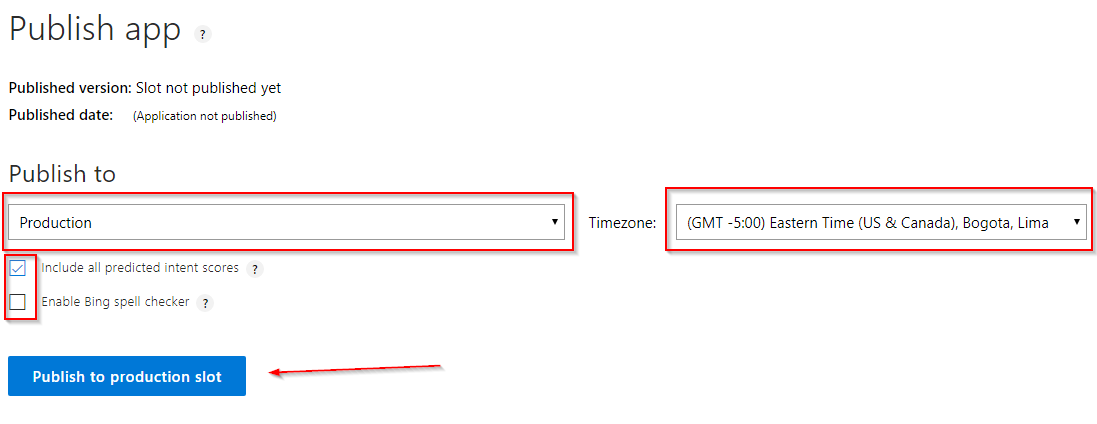 Publish app ?
Published version: Slot not published yet
Published date: (Application not published)
Publish to
Production Timezone: (GMT -5:00) Eastern Time (US & Canada), Bogota, Lima
Include all predicted intent scores ?
Enable Bing spell checker ?
Publish to production slot